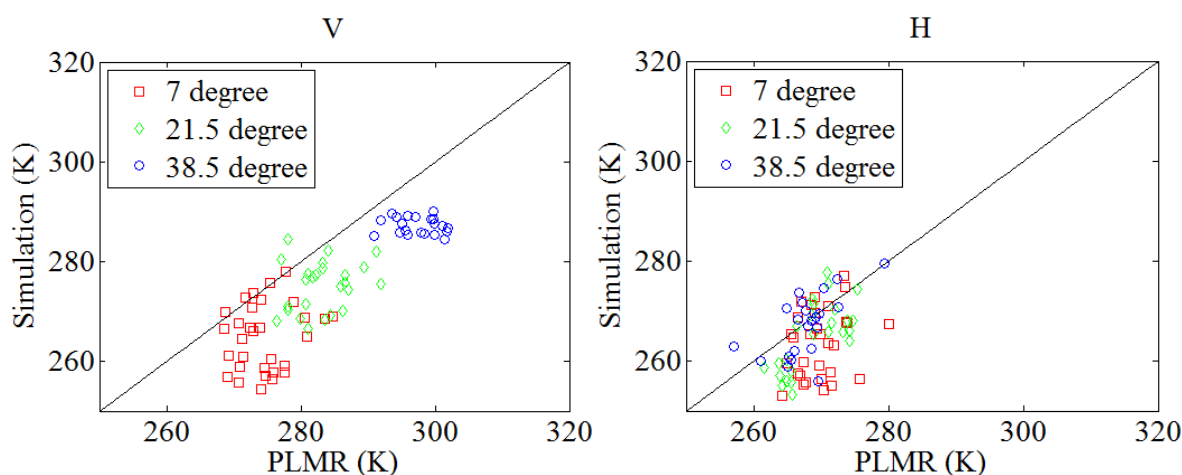 V
320
300
280
260
Simulation (K)
7 degree
21.5 degree
38.5 degree
260
280
300
320
PLMR (K)
H
320
300
280
260
Simulation (K)
7 degree
21.5 degree
38.5 degree
260
280
300
320
PLMR (K)